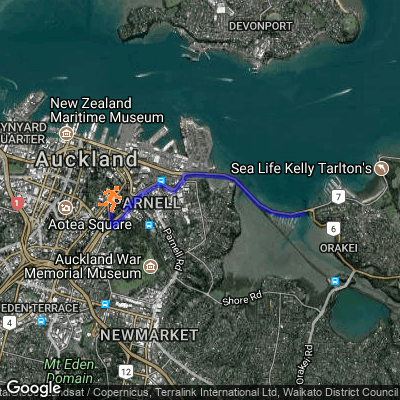 DEVONPORT
New Zealand
Maritime Museum
YNYARD
QUARTER
Auckland
Sea Life Kelly Tarlton's
7
1
ARNELL
Aotea Square
6
ORAKEI
Parnell Rd
Auckland War
Memorial Museum
Shore Rd
EDEN TERRACE
4
NEWMARKET
Orakei Rd
Mt Eden
Domain
12
Google
dsat / Copernicus, Terralink International Ltd, Waikato District Council